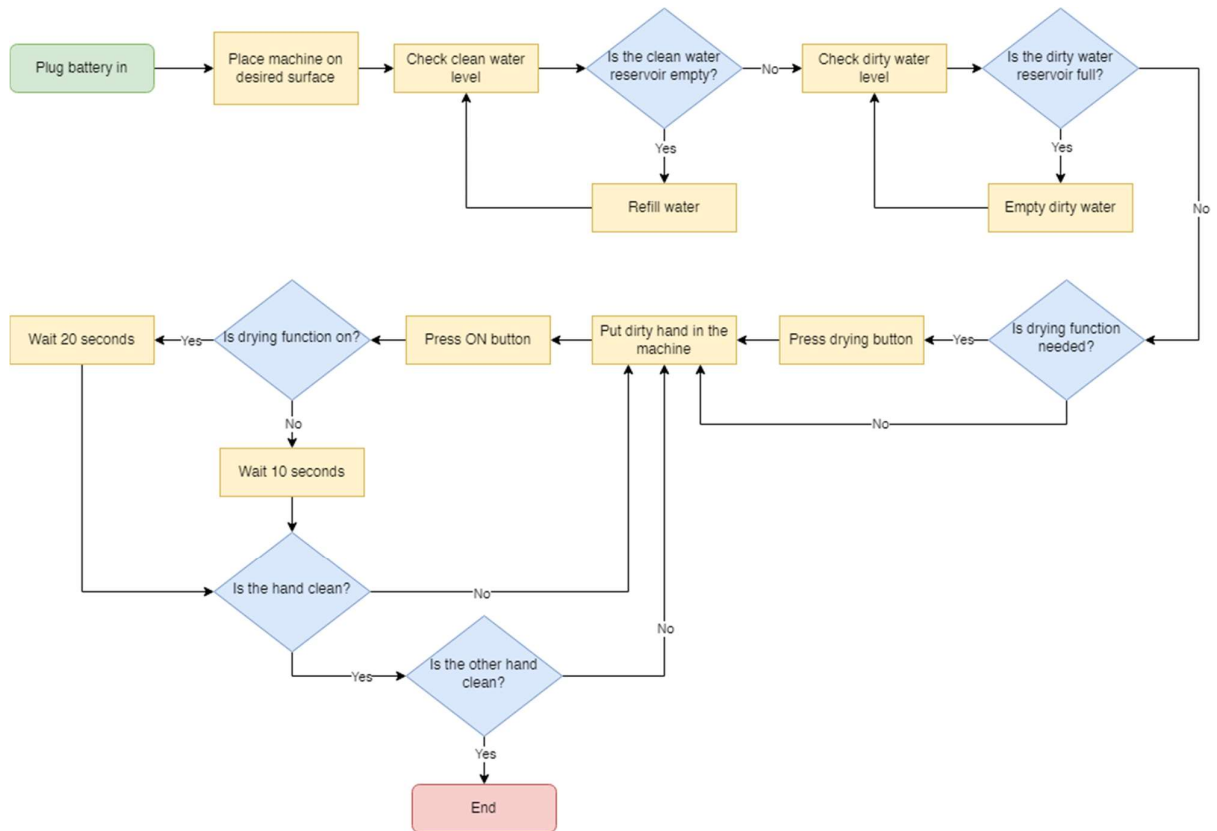 Plug battery in
Place machine on
desired surface
Check clean water
level
Is the clean water
reservoir empty?
No
Check dirty water
level
Is the dirty water
reservoir full?
Yes
Yes
Refill water
Empty dirty water
No
Is drying function
needed?
Yes
Press drying button
No
Put dirty hand in the
machine
Press ON button
Is drying function on?
Yes
Wait 20 seconds
No
Wait 10 seconds
Is the hand clean?
No
Yes
Is the other hand
clean?
No
Yes
End